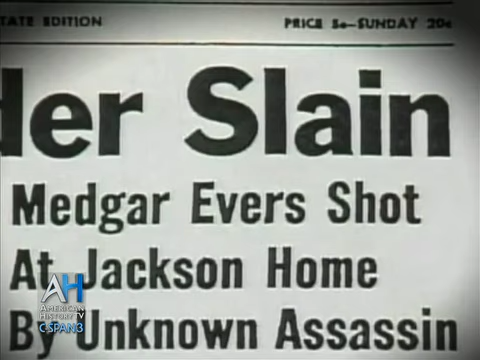 TATE EDITION PRICE 5c—SUNDAY 20c
der Slain
Medgar Evers Shot
At Jackson Home
By Unknown Assassin
AH
AMERICAN
HISTORY TV
C-SPAN3